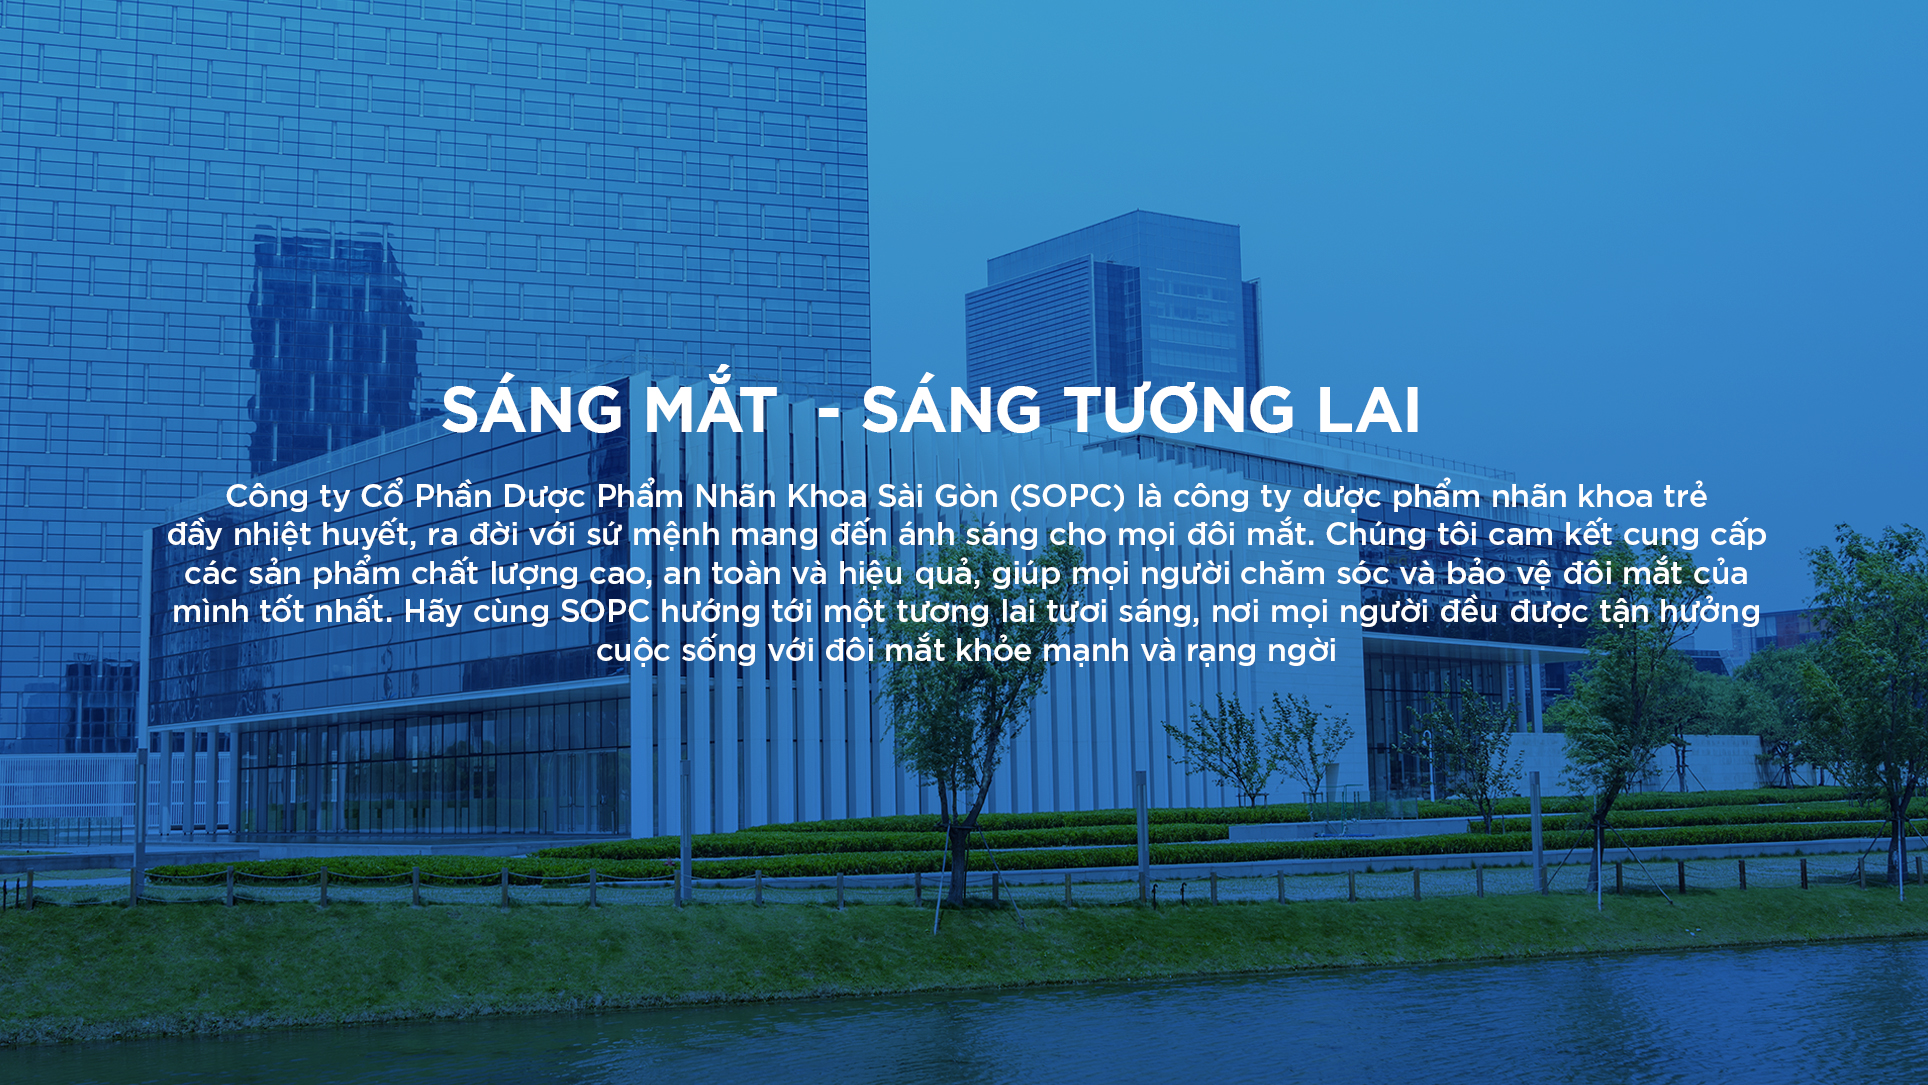 SÁNG MẮT - SÁNG TƯƠNG LAI
Công ty Cổ Phần Dược Phẩm Nhãn Khoa Sài Gòn (SOPC) là công ty dược phẩm nhãn khoa trẻ
đầy nhiệt huyết, ra đời với sứ mệnh mang đến ánh sáng cho mọi đôi mắt. Chúng tôi cam kết cung cấp
các sản phẩm chất lượng cao, an toàn và hiệu quả, giúp mọi người chăm sóc và bảo vệ đôi mắt của
mình tốt nhất. Hãy cùng SOPC hướng tới một tương lai tươi sáng, nơi mọi người đều được tận hưởng
cuộc sống với đôi mắt khỏe mạnh và rạng ngời